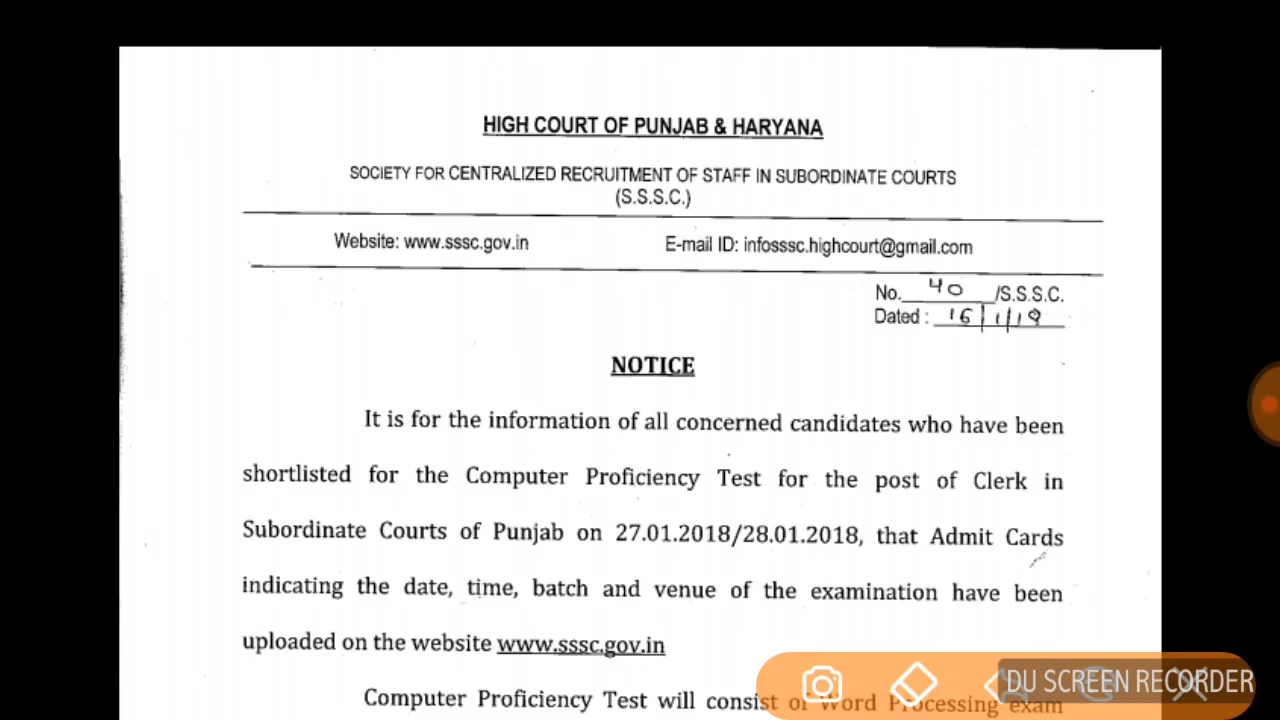 HIGH COURT OF PUNJAB & HARYANA
SOCIETY FOR CENTRALIZED RECRUITMENT OF STAFF IN SUBORDINATE COURTS
(S.S.S.C.)
Website: www.sssc.gov.in E-mail ID: infosssc.highcourt@gmail.com
No. 40 /S.S.S.C.
Dated : 16/1/19
NOTICE
It is for the information of all concerned candidates who have been
shortlisted for the Computer Proficiency Test for the post of Clerk in
Subordinate Courts of Punjab on 27.01.2018/28.01.2018, that Admit Cards
indicating the date, time, batch and venue of the examination have been
uploaded on the website www.sssc.gov.in
Computer Proficiency Test will consist of Word Processing exam
DU SCREEN RECORDER